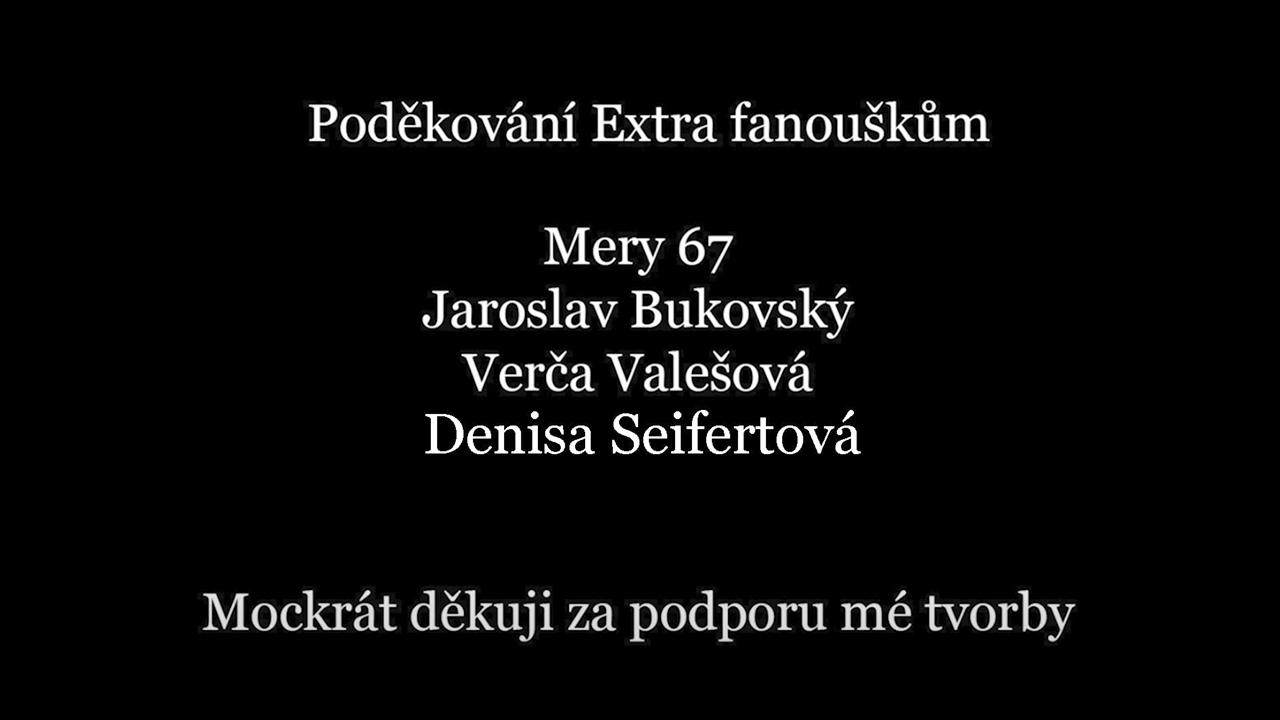 Poděkování Extra fanouškům
Mery 67
Jaroslav Bukovský
Verča Valešová
Denisa Seifertová
Mockrát děkuji za podporu mé tvorby